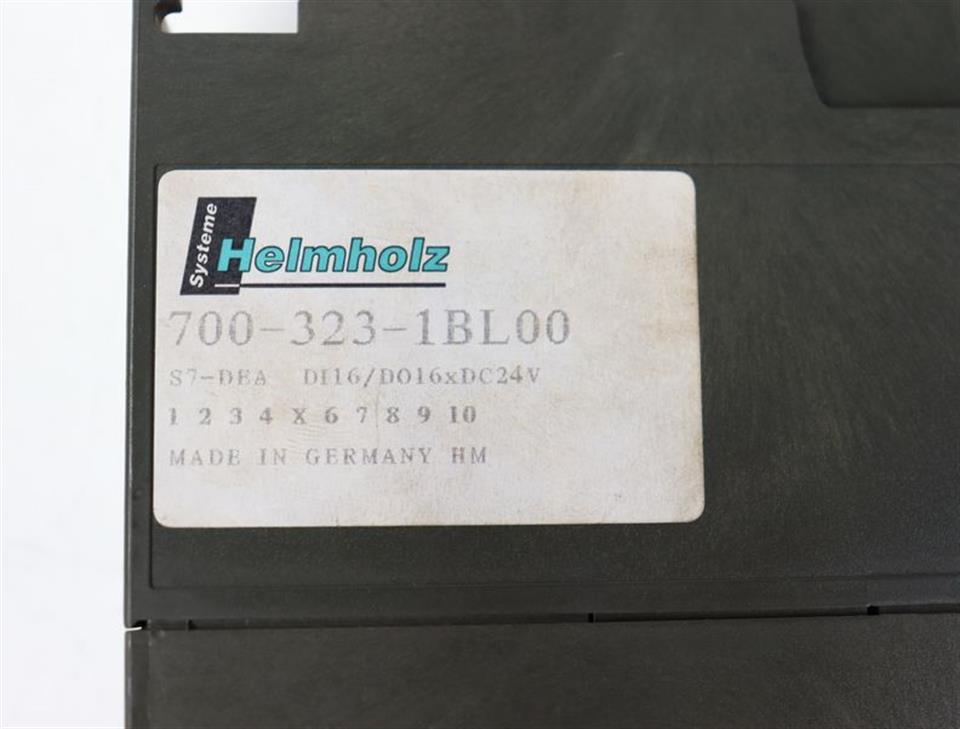 Systeme
Helmholz
700-323-1BL00
S7-DEA DI16/DO16xDC24V
1 2 3 4 X 6 7 8 9 10
MADE IN GERMANY HM